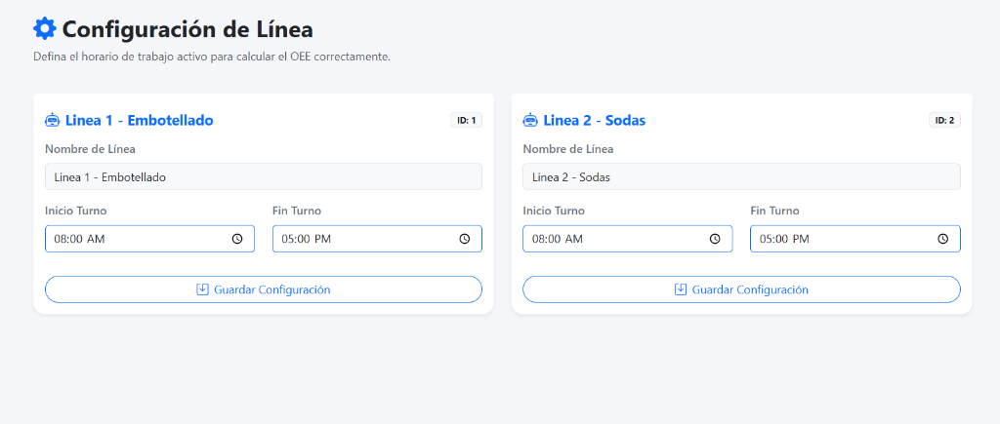 Configuración de Línea
Defina el horario de trabajo activo para calcular el OEE correctamente.
Linea 1 - Embotellado
ID: 1
Nombre de Línea
Linea 1 - Embotellado
Inicio Turno
Fin Turno
08:00 AM
05:00 PM
Guardar Configuración
Linea 2 - Sodas
ID: 2
Nombre de Línea
Linea 2 - Sodas
Inicio Turno
Fin Turno
08:00 AM
05:00 PM
Guardar Configuración